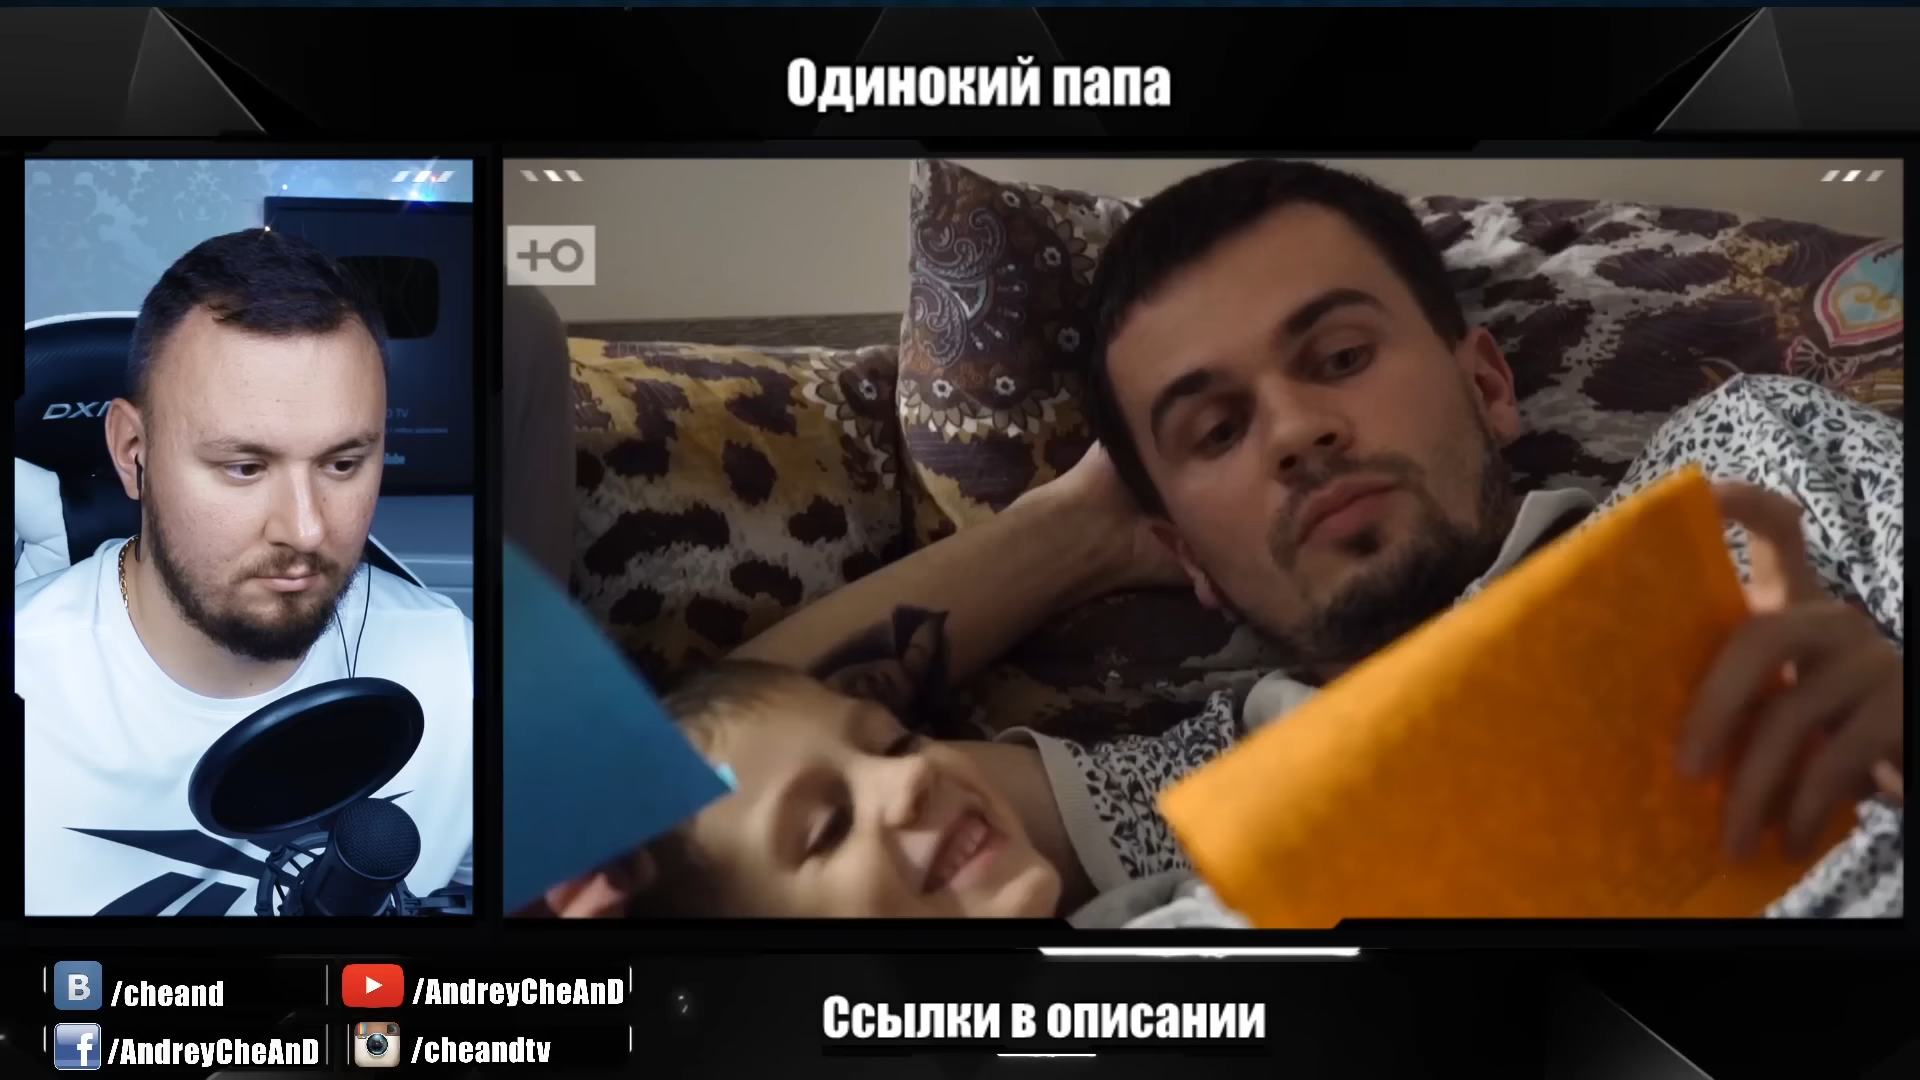 Одинокий папа
Ю
/cheand
/AndreyCheAnD
/AndreyCheAnD
/cheandtv
Ссылки в описании